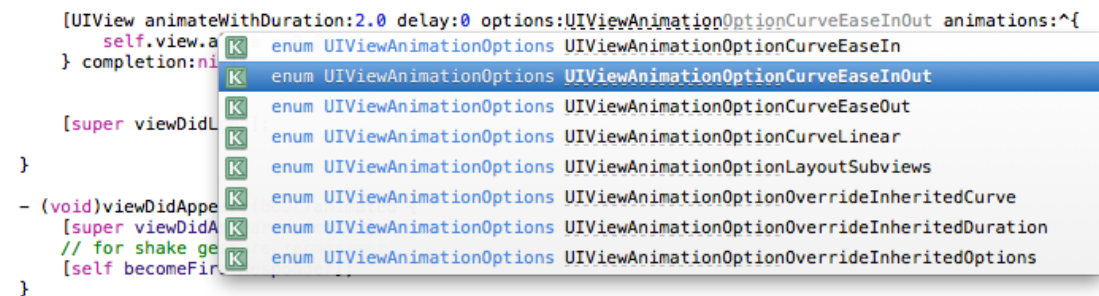 [UIView animateWithDuration:2.0 delay:0 options:UIViewAnimationOptionCurveEaseInOut animations:^{
self.view.a
K enum UIViewAnimationOptions UIViewAnimationOptionCurveEaseIn
} completion:ni
K enum UIViewAnimationOptions UIViewAnimationOptionCurveEaseInOut
K enum UIViewAnimationOptions UIViewAnimationOptionCurveEaseOut
[super viewDidL
K enum UIViewAnimationOptions UIViewAnimationOptionCurveLinear
}
K enum UIViewAnimationOptions UIViewAnimationOptionLayoutSubviews
- (void)viewDidAppe
K enum UIViewAnimationOptions UIViewAnimationOptionOverrideInheritedCurve
[super viewDidA
K enum UIViewAnimationOptions UIViewAnimationOptionOverrideInheritedDuration
// for shake ge
K enum UIViewAnimationOptions UIViewAnimationOptionOverrideInheritedOptions
[self becomeFir
}